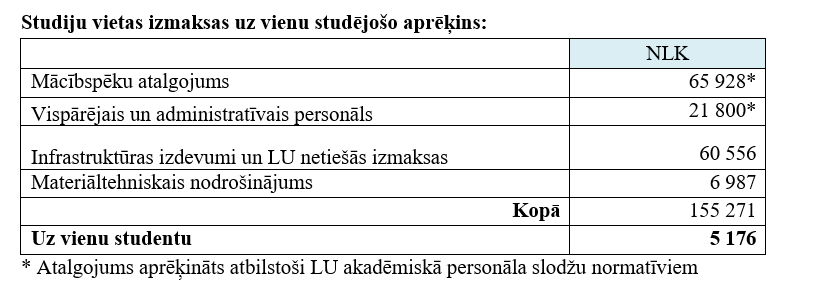 Studiju vietas izmaksas uz vienu studējošo aprēķins:
NLK
Mācībspēku atalgojums 65 928*
Vispārējais un administratīvais personāls 21 800*
Infrastruktūras izdevumi un LU netiešās izmaksas 60 556
Materiāltehniskais nodrošinājums 6 987
Kopā 155 271
Uz vienu studentu 5 176
* Atalgojums aprēķināts atbilstoši LU akadēmiskā personāla slodžu normatīviem